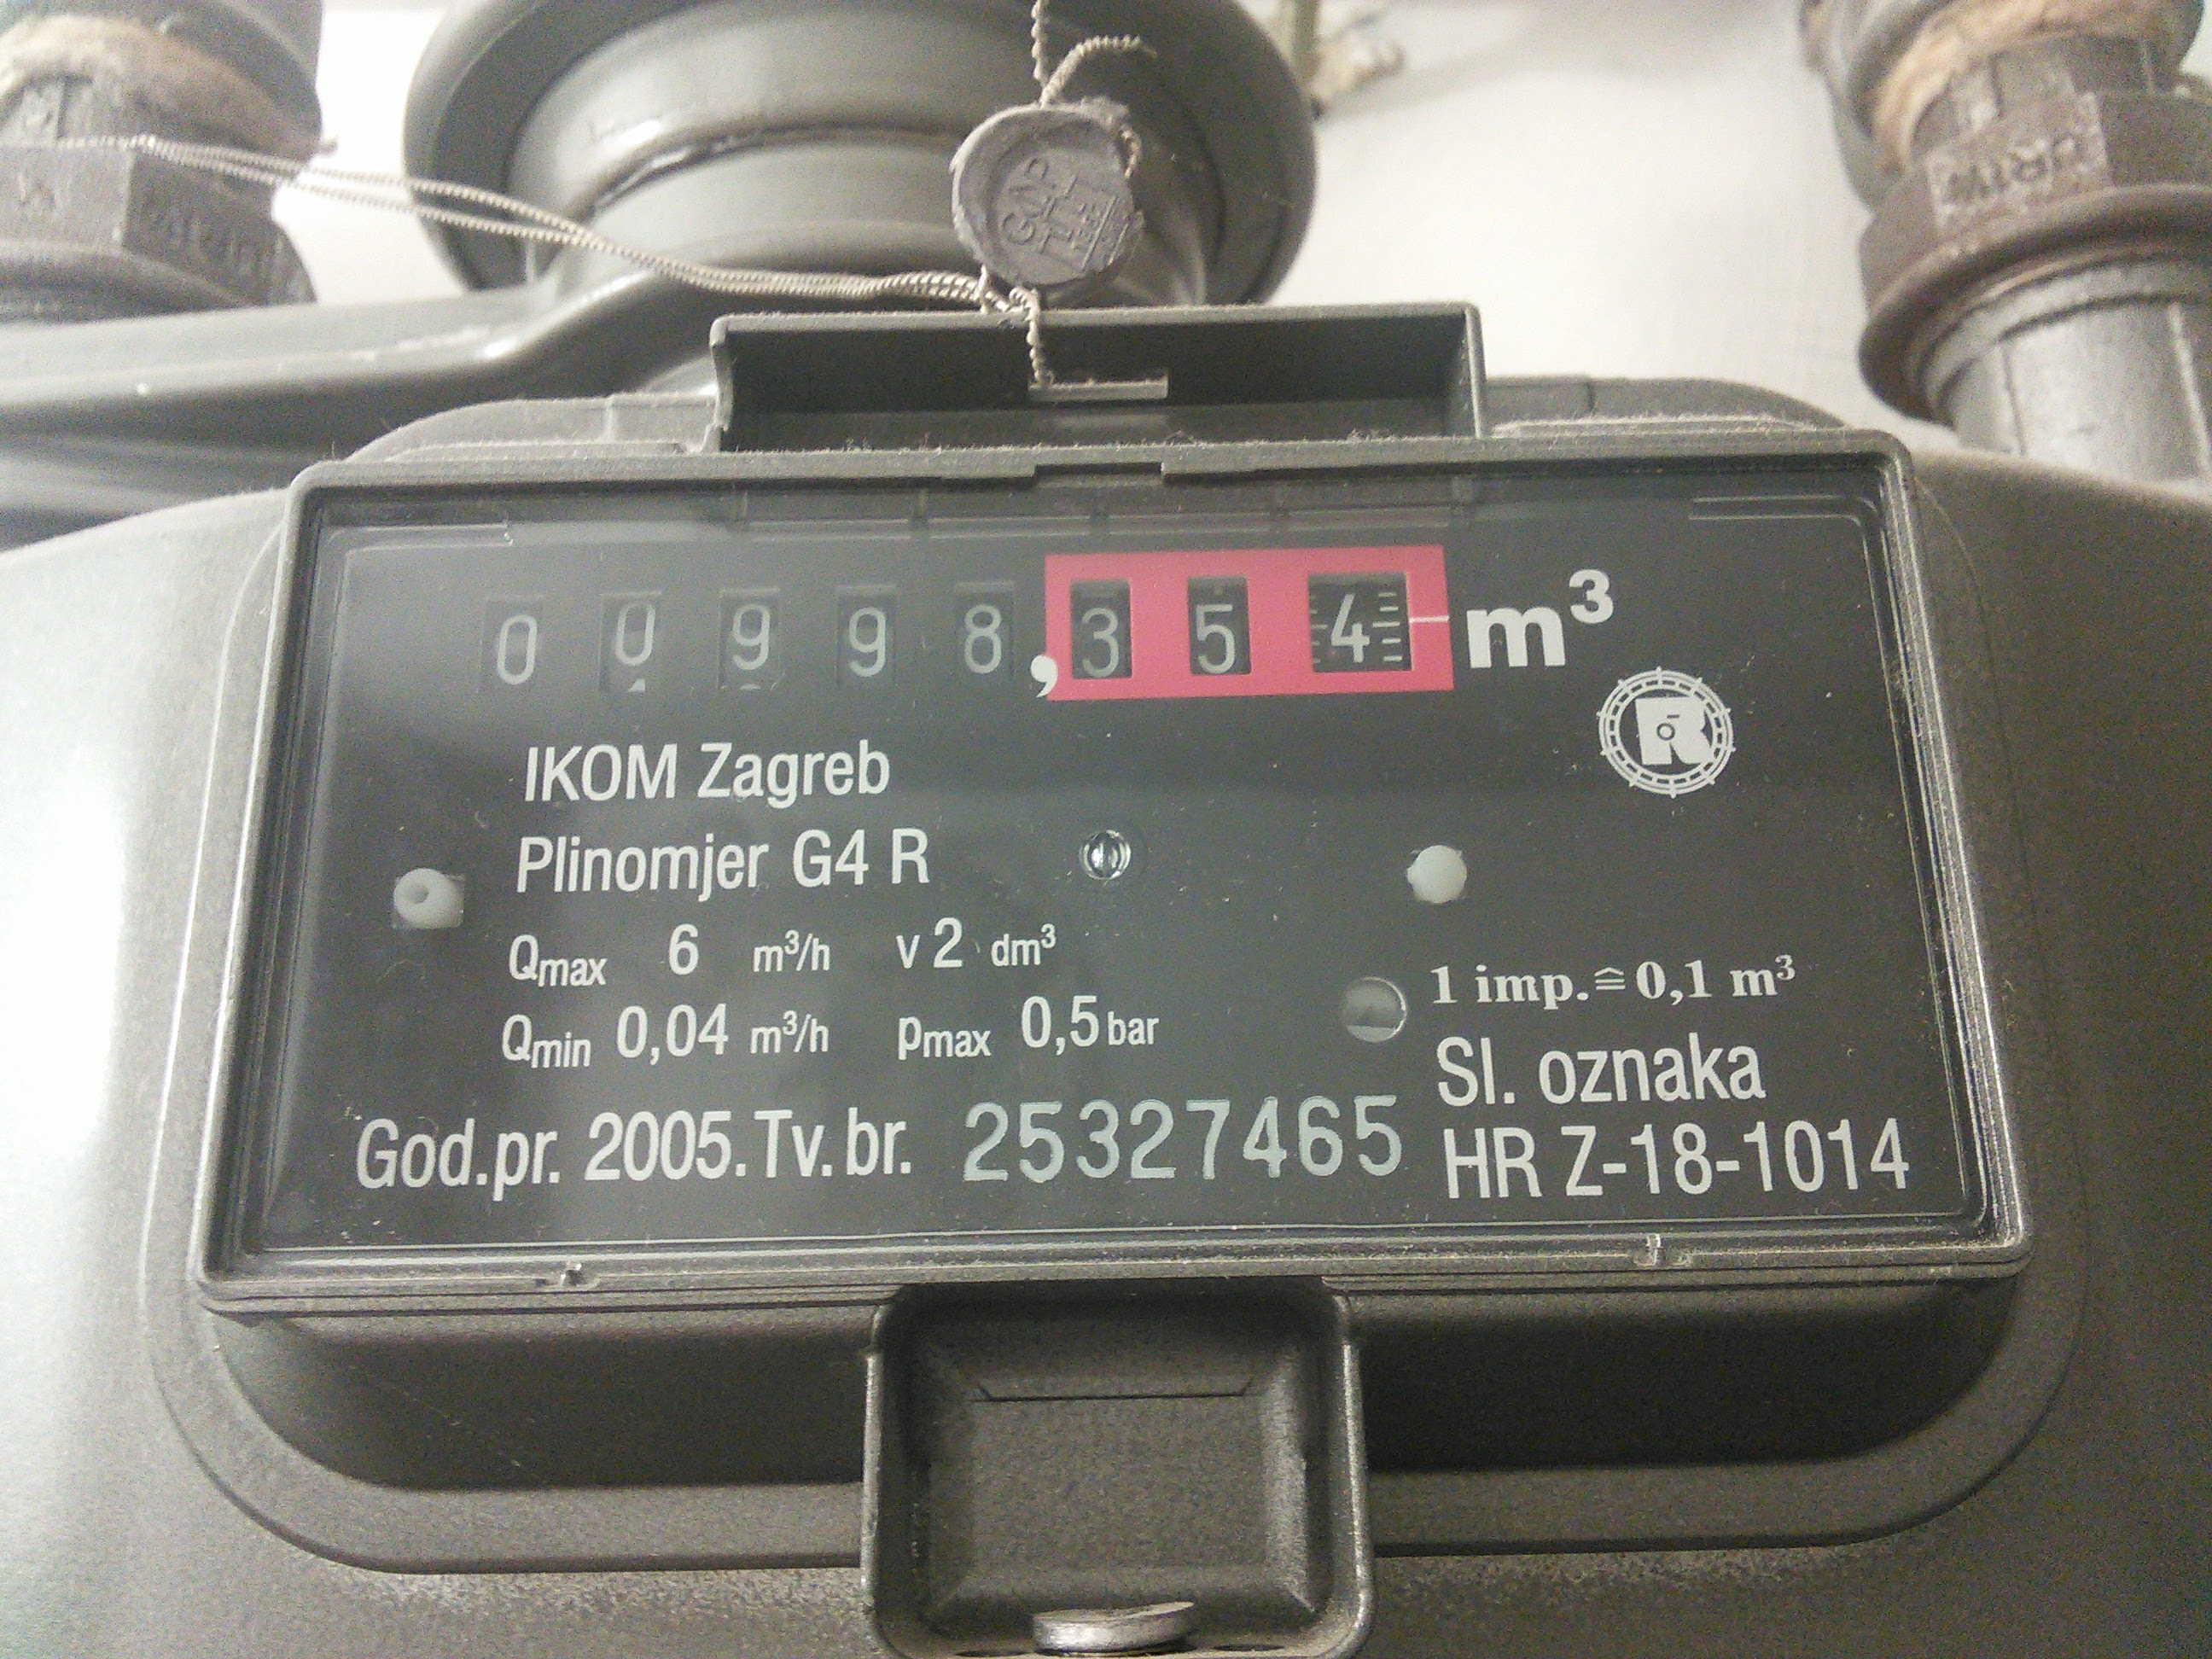 00998,354 m³
R
IKOM Zagreb
Plinomjer G4 R
Qmax 6 m³/h v 2 dm³
Qmin 0,04 m³/h pmax 0,5 bar
1 imp.≙0,1 m³
Sl. oznaka
HR Z-18-1014
God.pr. 2005. Tv. br. 25327465